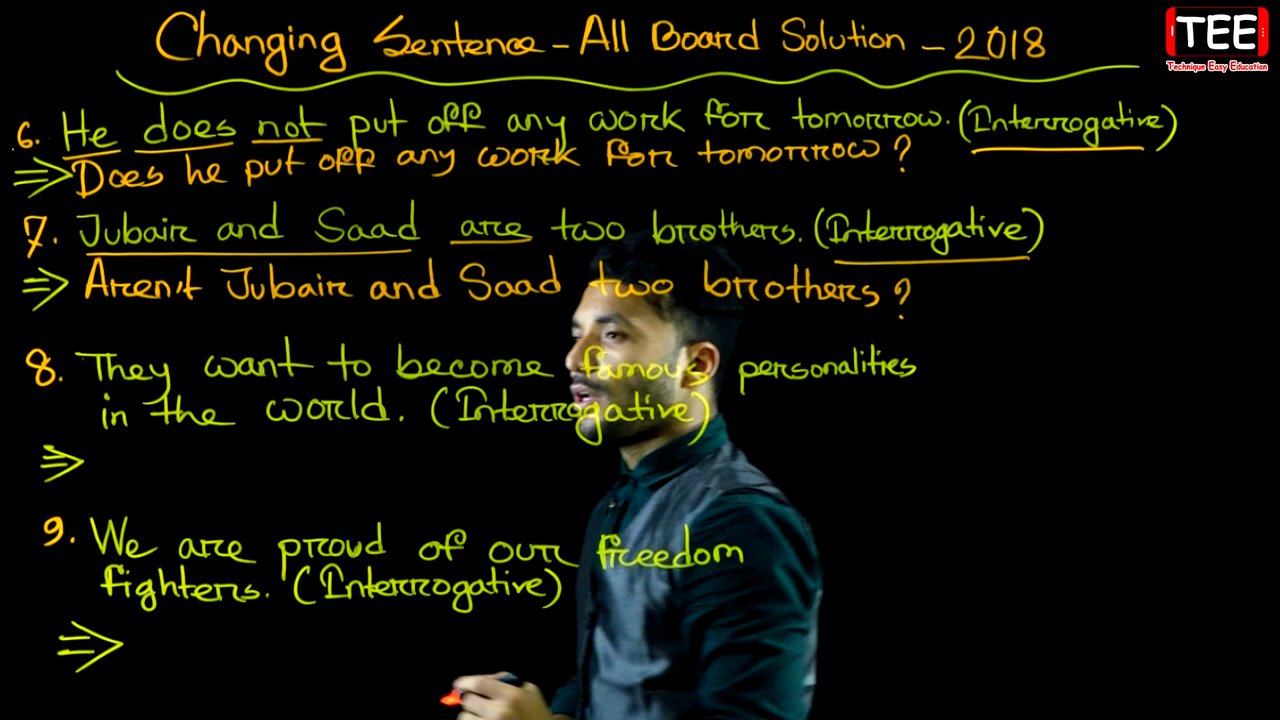 Changing Sentence - All Board Solution - 2018
TEE
Technique Easy Education
6. He does not put off any work for tomorrow. (Interrogative)
⇒ Does he put off any work for tomorrow?
7. Jubair and Saad are two brothers. (Interrogative)
⇒ Aren't Jubair and Saad two brothers?
8. They want to become famous personalities
in the world. (Interrogative)
⇒
9. We are proud of our freedom
fighters. (Interrogative)
⇒